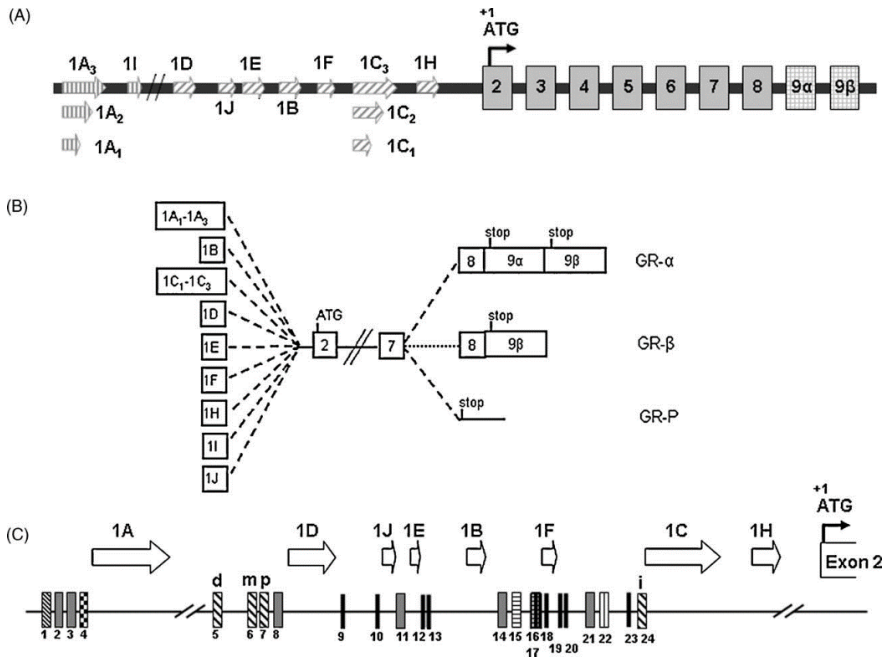 (A)
+1
ATG
1A3 1I 1D 1E 1F 1C3 1H
2 3 4 5 6 7 8 9α 9β
1J 1B
1A2 1C2
1A1 1C1
(B)
1A1-1A3
1B
1C1-1C3
1D
1E
1F
1H
1I
1J
ATG
2 7
stop stop
8 9α 9β GR-α
stop
8 9β GR-β
stop
GR-P
(C)
+1
ATG
1A 1D 1J 1E 1B 1F 1C 1H
Exon 2
d m p i
1 2 3 4 5 6 7 8 9 10 11 12 13 14 15 16 17 18 19 20 21 22 23 24